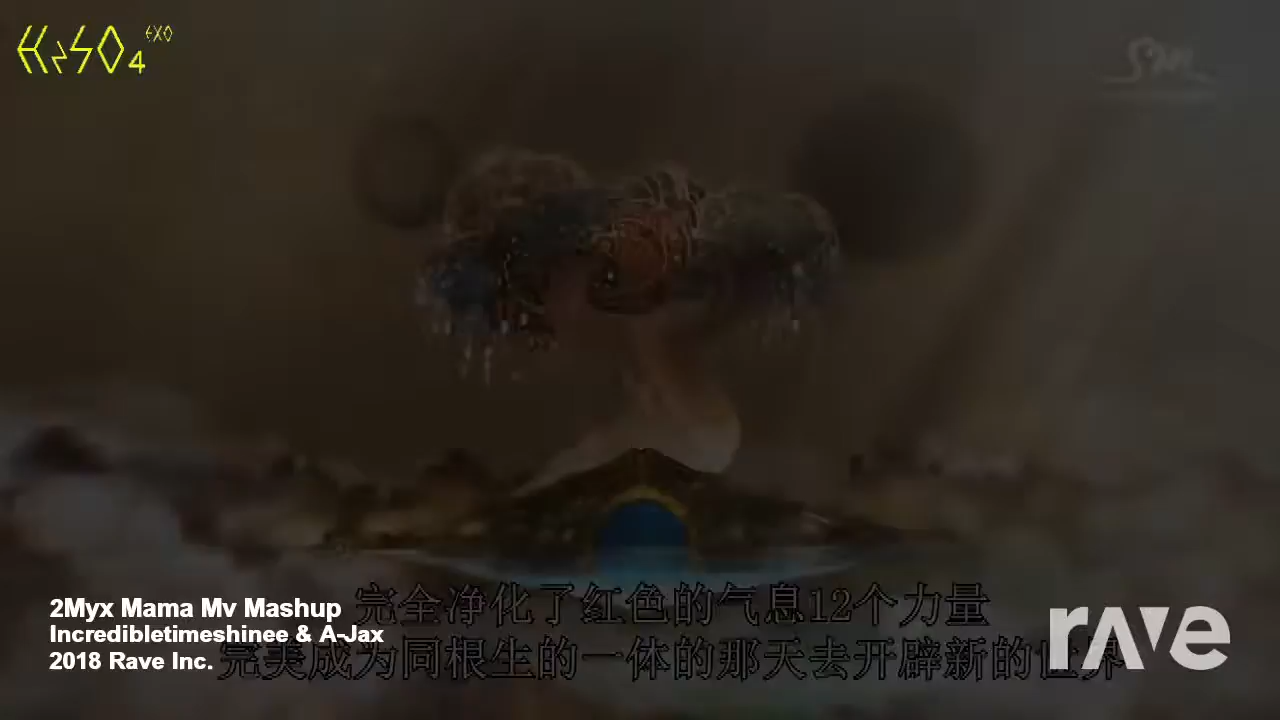 H2SO4 EXO
SM
完全净化了红色的气息12个力量
完美成为同根生的一体的那天去开辟新的世界
2Myx Mama Mv Mashup
Incredibletimeshinee & A-Jax
2018 Rave Inc.
rave